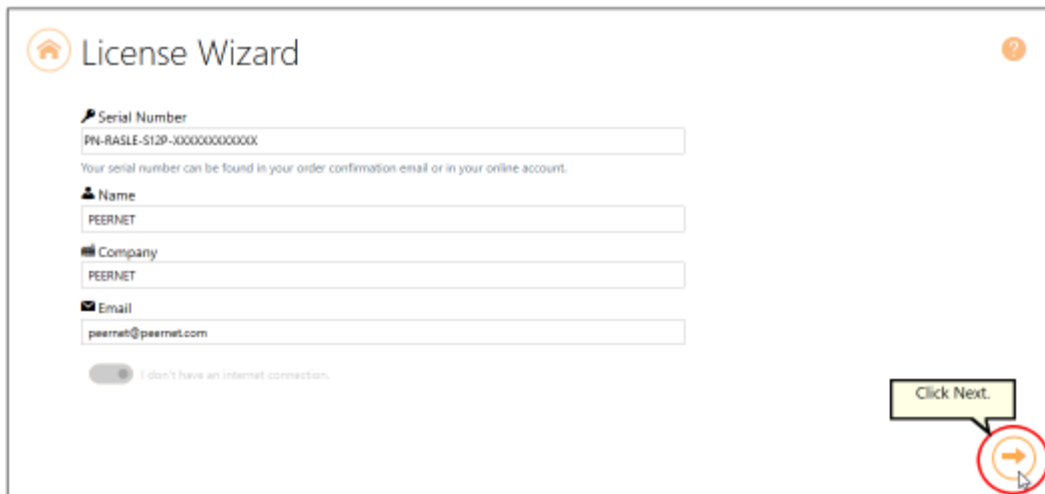 License Wizard
?
Serial Number
PN-RASLE-S12P-XXXXXXXXXXXX
Your serial number can be found in your order confirmation email or in your online account.
Name
PEERNET
Company
PEERNET
Email
peernet@peernet.com
I don't have an internet connection.
Click Next.